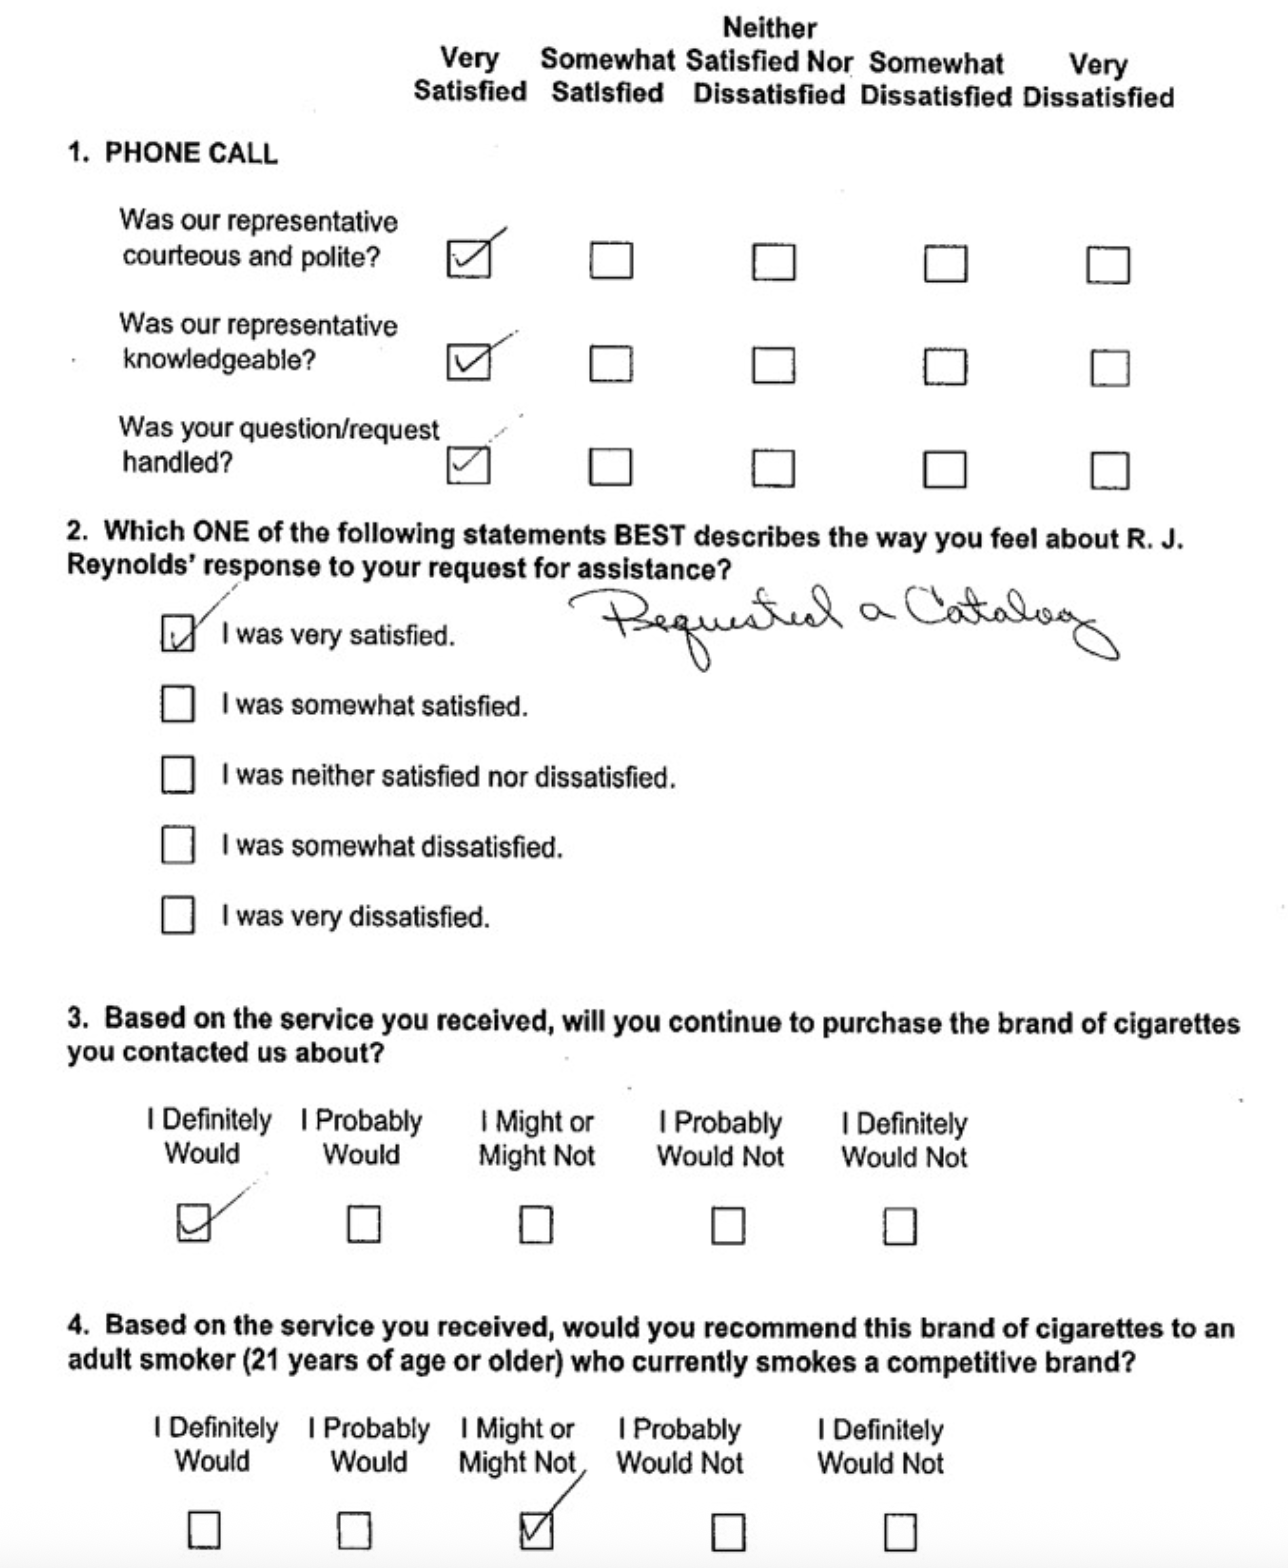 Neither
Very Somewhat Satisfied Nor Somewhat Very
Satisfied Satisfied Dissatisfied Dissatisfied Dissatisfied
1. PHONE CALL
Was our representative
courteous and polite?
Was our representative
knowledgeable?
Was your question/request
handled?
2. Which ONE of the following statements BEST describes the way you feel about R. J.
Reynolds' response to your request for assistance?
Requested a Catalog
I was very satisfied.
I was somewhat satisfied.
I was neither satisfied nor dissatisfied.
I was somewhat dissatisfied.
I was very dissatisfied.
3. Based on the service you received, will you continue to purchase the brand of cigarettes
you contacted us about?
I Definitely I Probably I Might or I Probably I Definitely
Would Would Might Not Would Not Would Not
4. Based on the service you received, would you recommend this brand of cigarettes to an
adult smoker (21 years of age or older) who currently smokes a competitive brand?
I Definitely I Probably I Might or I Probably I Definitely
Would Would Might Not Would Not Would Not